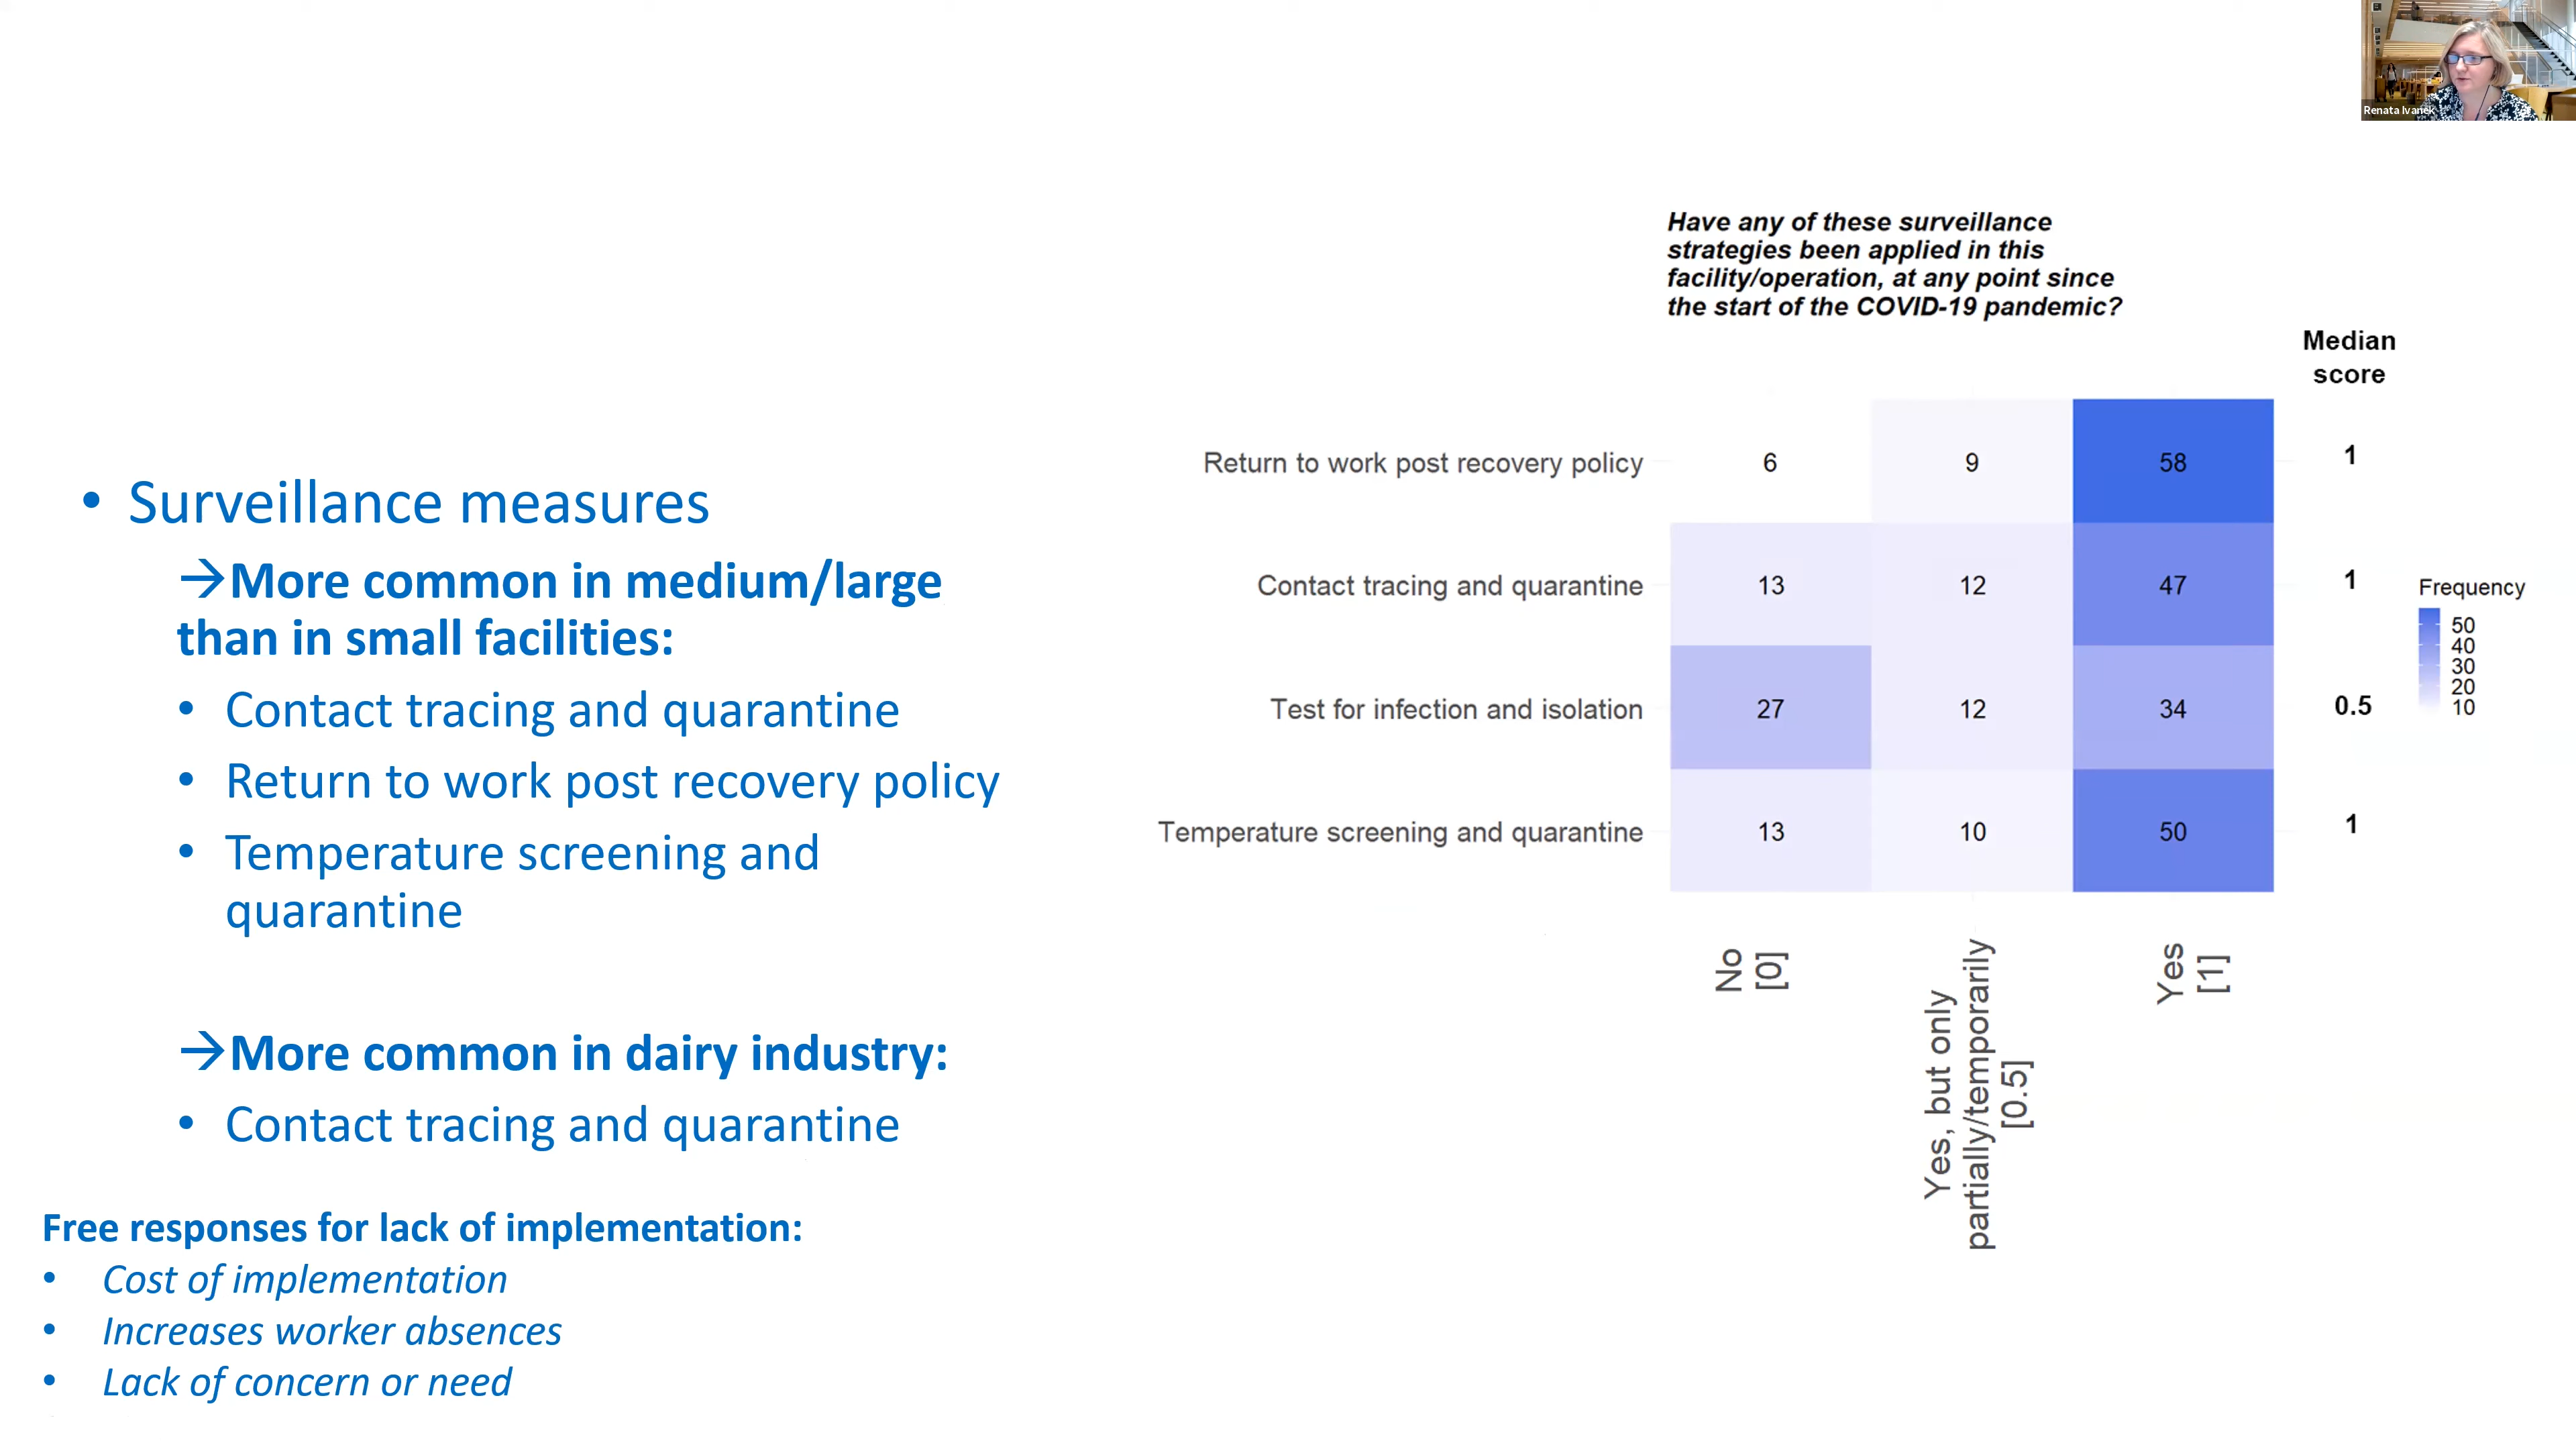 Renata Ivanek
• Surveillance measures
→More common in medium/large
than in small facilities:
• Contact tracing and quarantine
• Return to work post recovery policy
• Temperature screening and
quarantine
→More common in dairy industry:
• Contact tracing and quarantine
Free responses for lack of implementation:
• Cost of implementation
• Increases worker absences
• Lack of concern or need
Have any of these surveillance
strategies been applied in this
facility/operation, at any point since
the start of the COVID-19 pandemic?
Median
score
Return to work post recovery policy 6 9 58 1
Contact tracing and quarantine 13 12 47 1
Test for infection and isolation 27 12 34 0.5
Temperature screening and quarantine 13 10 50 1
No
[0]
Yes, but only
partially/temporarily
[0.5]
Yes
[1]
Frequency
50
40
30
20
10